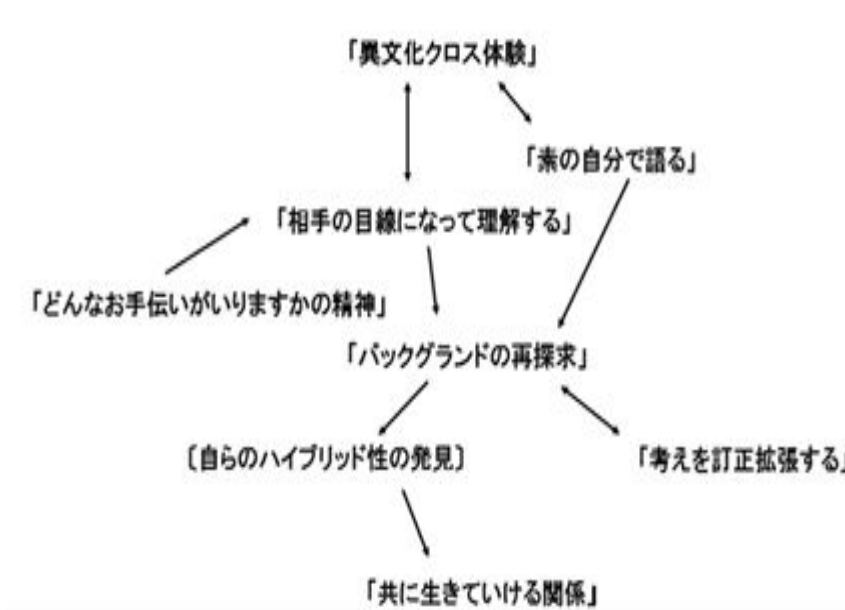 「異文化クロス体験」
「素の自分で語る」
「相手の目線になって理解する」
「どんなお手伝いがいりますかの精神」
「バックグランドの再探求」
〔自らのハイブリッド性の発見〕
「考えを訂正拡張する」
「共に生きていける関係」